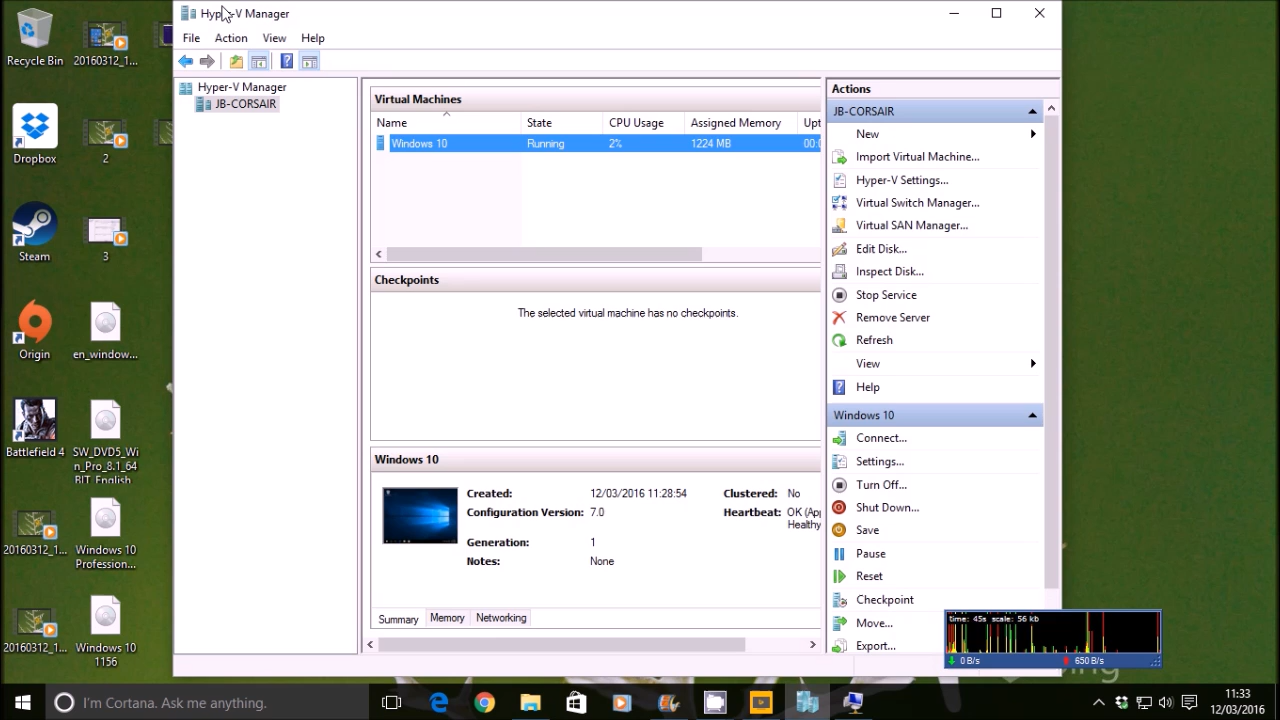 Hyper-V Manager
File Action View Help
Hyper-V Manager
JB-CORSAIR
Virtual Machines
Name State CPU Usage Assigned Memory Upt
Windows 10 Running 2% 1224 MB 00:0
Checkpoints
The selected virtual machine has no checkpoints.
Windows 10
Created: 12/03/2016 11:28:54 Clustered: No
Configuration Version: 7.0 Heartbeat: OK (App
Healthy
Generation: 1
Notes: None
Summary Memory Networking
Actions
JB-CORSAIR
New
Import Virtual Machine...
Hyper-V Settings...
Virtual Switch Manager...
Virtual SAN Manager...
Edit Disk...
Inspect Disk...
Stop Service
Remove Server
Refresh
View
Help
Windows 10
Connect...
Settings...
Turn Off...
Shut Down...
Save
Pause
Reset
Checkpoint
Move...
Export...
time: 45s scale: 56 kb
0 B/s 650 B/s
Recycle Bin
20160312_1...
Dropbox
2
Steam
3
Origin
en_window...
Battlefield 4
SW_DVD5_Wi
n_Pro_8.1_64
BIT_English
20160312_1...
Windows 10
Profession...
20160312_1...
Windows 10
1156
I'm Cortana. Ask me anything.
11:33
12/03/2016